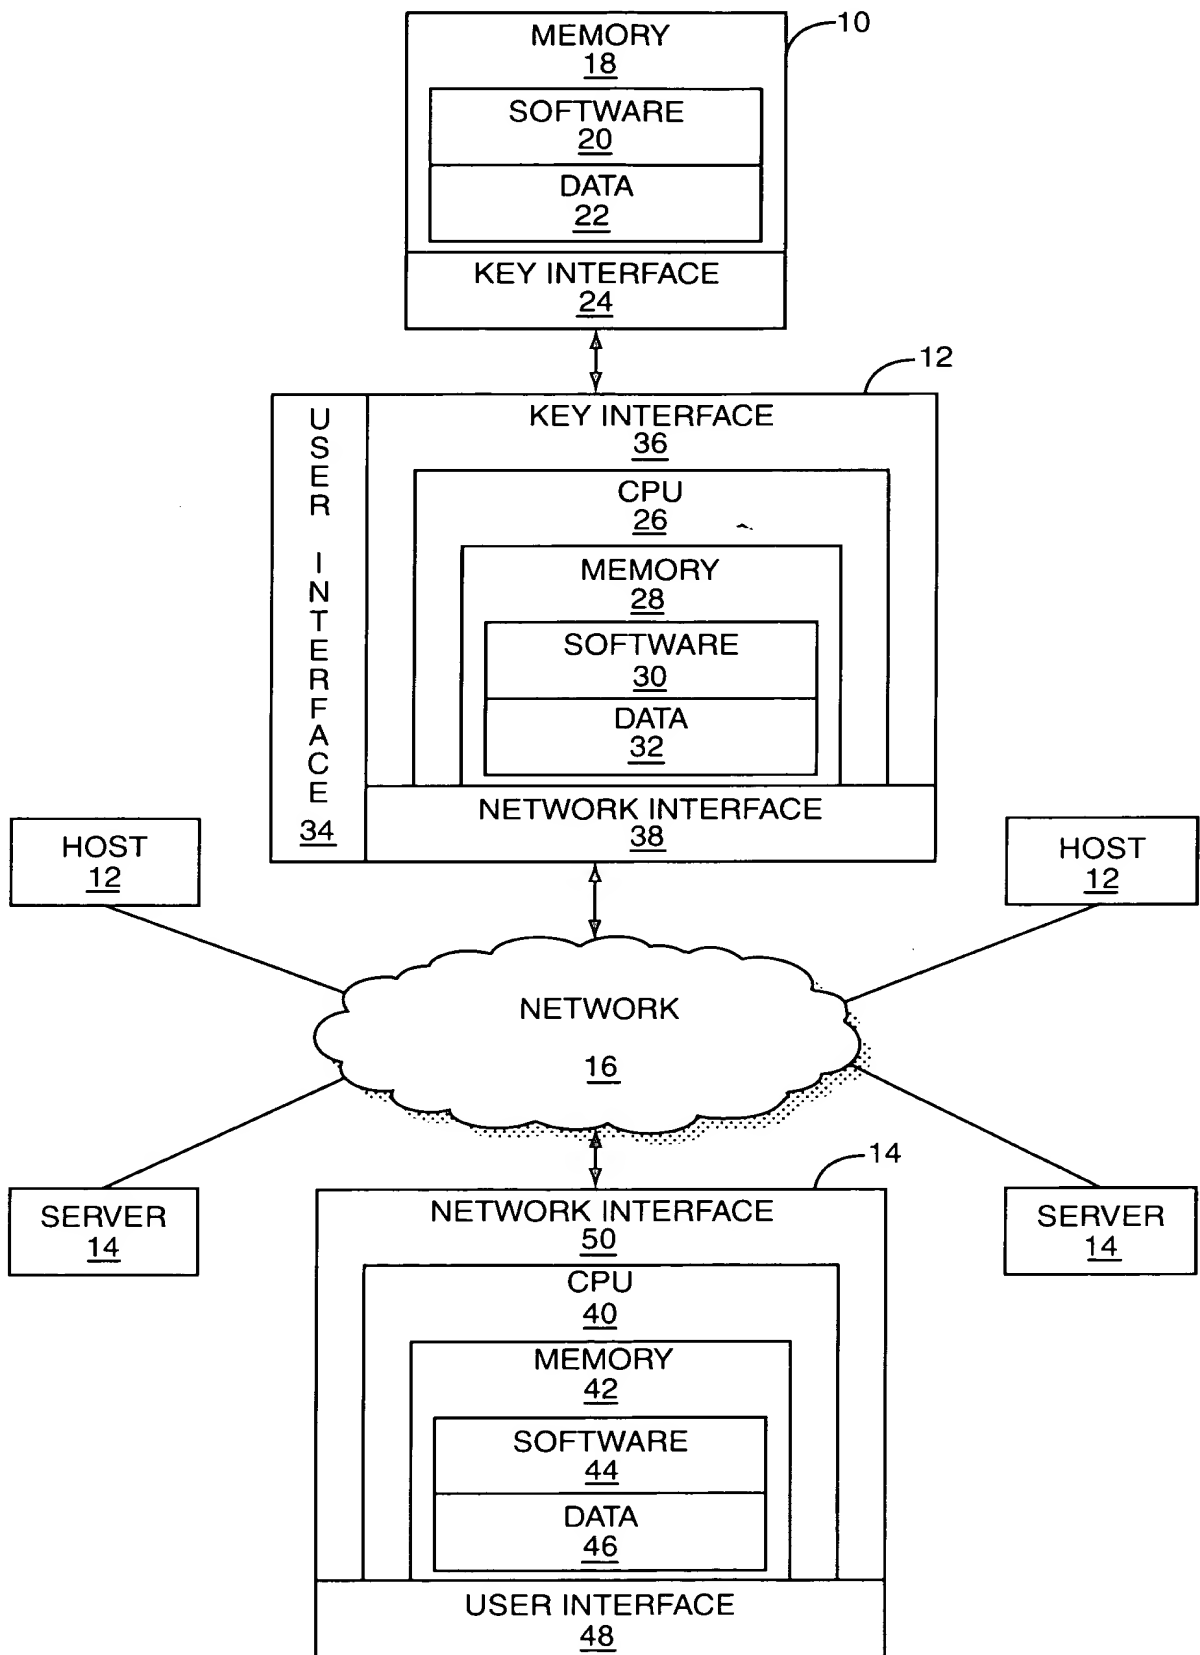 10
MEMORY
18
SOFTWARE
20
DATA
22
KEY INTERFACE
24
12
USER INTERFACE
34
KEY INTERFACE
36
CPU
26
MEMORY
28
SOFTWARE
30
DATA
32
NETWORK INTERFACE
38
HOST
12
HOST
12
NETWORK
16
SERVER
14
SERVER
14
14
NETWORK INTERFACE
50
CPU
40
MEMORY
42
SOFTWARE
44
DATA
46
USER INTERFACE
48